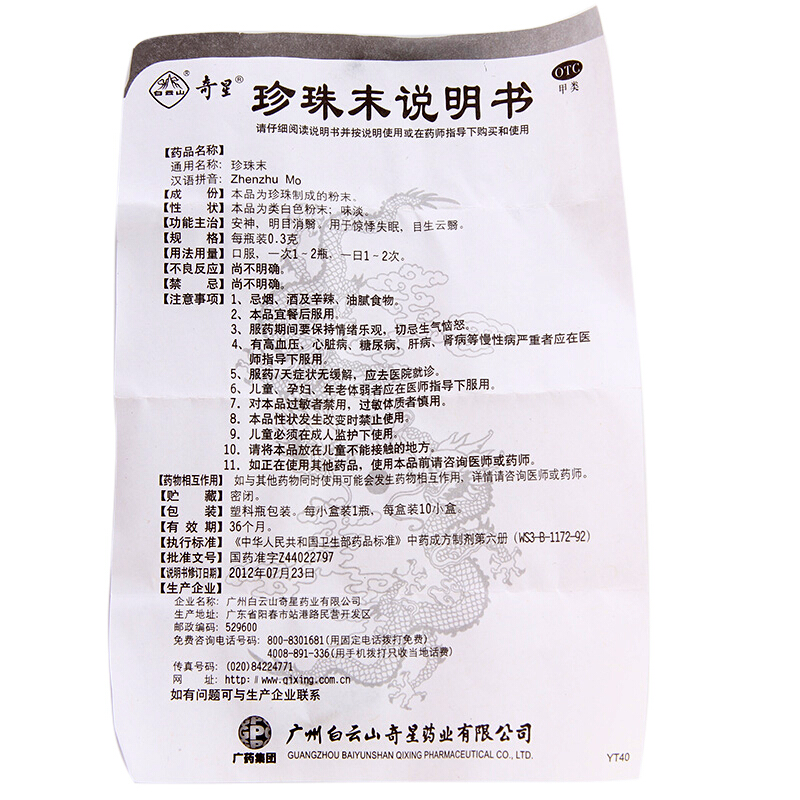 白云山® 奇星®
珍珠末说明书
OTC
甲类
请仔细阅读说明书并按说明使用或在药师指导下购买和使用
【药品名称】
通用名称：珍珠末
汉语拼音：Zhenzhu Mo
【成　份】本品为珍珠制成的粉末。
【性　状】本品为类白色粉末；味淡。
【功能主治】安神，明目消翳。用于惊悸失眠，目生云翳。
【规　格】每瓶装0.3克
【用法用量】口服，一次1～2瓶，一日1～2次。
【不良反应】尚不明确。
【禁　忌】尚不明确。
【注意事项】1、忌烟、酒及辛辣、油腻食物。
2、本品宜餐后服用。
3、服药期间要保持情绪乐观，切忌生气恼怒。
4、有高血压、心脏病、糖尿病、肝病、肾病等慢性病严重者应在医
师指导下服用。
5、服药7天症状无缓解，应去医院就诊。
6、儿童、孕妇、年老体弱者应在医师指导下服用。
7、对本品过敏者禁用，过敏体质者慎用。
8、本品性状发生改变时禁止使用。
9、儿童必须在成人监护下使用。
10、请将本品放在儿童不能接触的地方。
11、如正在使用其他药品，使用本品前请咨询医师或药师。
【药物相互作用】如与其他药物同时使用可能会发生药物相互作用，详情请咨询医师或药师。
【贮　藏】密闭。
【包　装】塑料瓶包装。每小盒装1瓶，每盒装10小盒。
【有 效 期】36个月。
【执行标准】《中华人民共和国卫生部药品标准》中药成方制剂第六册（WS3-B-1172-92）
【批准文号】国药准字Z44022797
【说明书修订日期】2012年07月23日
【生产企业】
企业名称：广州白云山奇星药业有限公司
生产地址：广东省阳春市站港路民营开发区
邮政编码：529600
免费咨询电话号码：800-8301681(用固定电话拨打免费)
4008-891-336(用手机拨打只收当地话费)
传真号码：(020)84224771
网　址：http://www.qixing.com.cn
如有问题可与生产企业联系
GP
广药集团
广州白云山奇星药业有限公司
GUANGZHOU BAIYUNSHAN QIXING PHARMACEUTICAL CO., LTD.
YT40